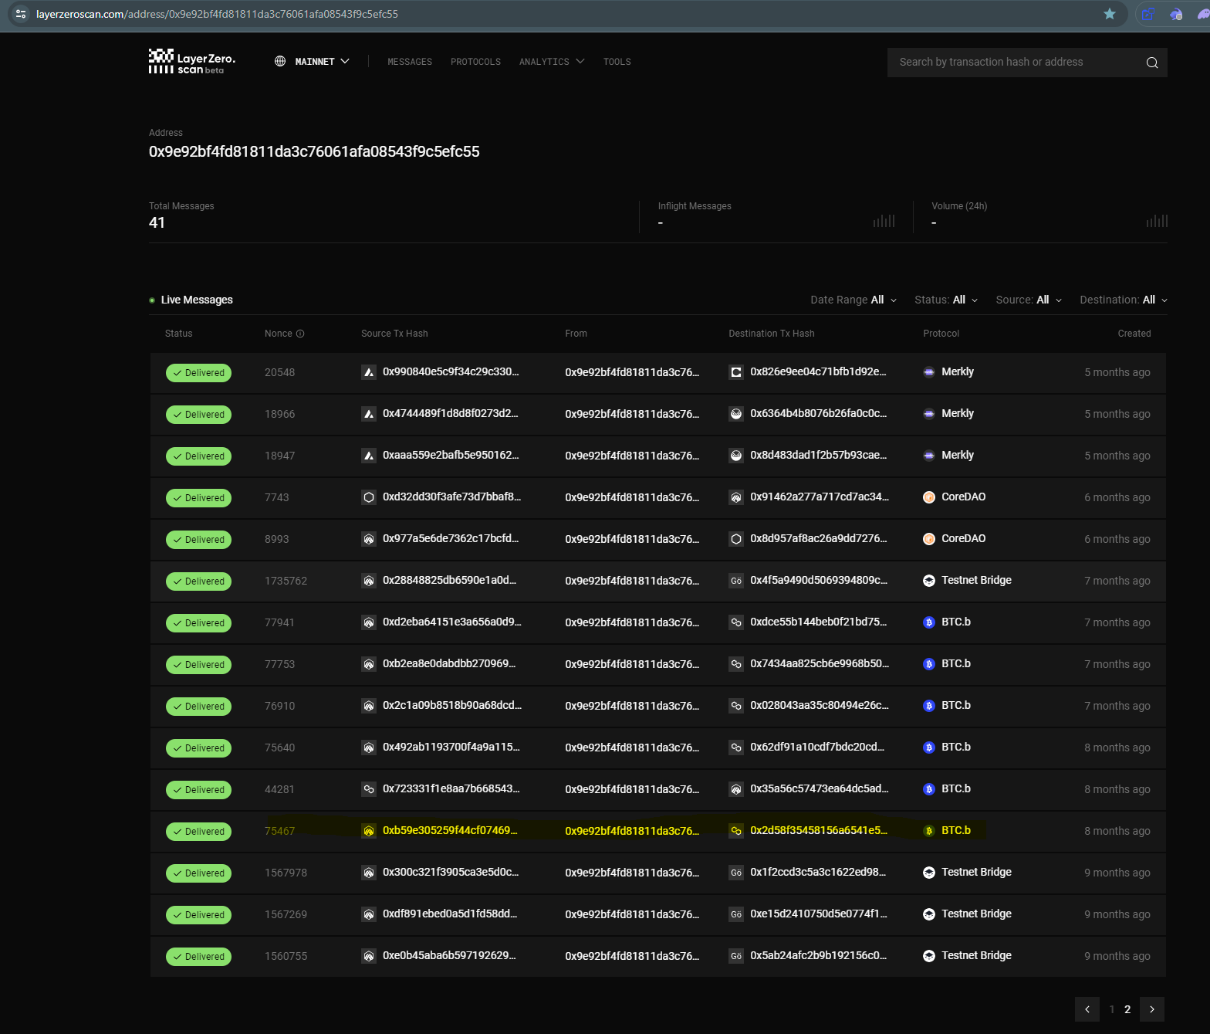 layerzeroscan.com/address/0x9e92bf4fd81811da3c76061afa08543f9c5efc55
LayerZero.
scan beta
MAINNET | MESSAGES PROTOCOLS ANALYTICS TOOLS
Search by transaction hash or address
Address
0x9e92bf4fd81811da3c76061afa08543f9c5efc55
Total Messages Inflight Messages Volume (24h)
41 - -
Live Messages Date Range All Status: All Source: All Destination: All
Status Nonce Source Tx Hash From Destination Tx Hash Protocol Created
Delivered 20548 0x990840e5c9f34c29c330... 0x9e92bf4fd81811da3c76... 0x826e9ee04c71bfb1d92e... Merkly 5 months ago
Delivered 18966 0x4744489f1d8d8f0273d2... 0x9e92bf4fd81811da3c76... 0x6364b4b8076b26fa0c0c... Merkly 5 months ago
Delivered 18947 0xaaa559e2bafb5e950162... 0x9e92bf4fd81811da3c76... 0x8d483dad1f2b57b93cae... Merkly 5 months ago
Delivered 7743 0xd32dd30f3afe73d7bbaf8... 0x9e92bf4fd81811da3c76... 0x91462a277a717cd7ac34... CoreDAO 6 months ago
Delivered 8993 0x977a5e6de7362c17bcfd... 0x9e92bf4fd81811da3c76... 0x8d957af8ac26a9dd7276... CoreDAO 6 months ago
Delivered 1735762 0x28848825db6590e1a0d... 0x9e92bf4fd81811da3c76... Gö 0x4f5a9490d5069394809c... Testnet Bridge 7 months ago
Delivered 77941 0xd2eba64151e3a656a0d9... 0x9e92bf4fd81811da3c76... 0xdce55b144beb0f21bd75... BTC.b 7 months ago
Delivered 77753 0xb2ea8e0dabdbb270969... 0x9e92bf4fd81811da3c76... 0x7434aa825cb6e9968b50... BTC.b 7 months ago
Delivered 76910 0x2c1a09b8518b90a68dcd... 0x9e92bf4fd81811da3c76... 0x028043aa35c80494e26c... BTC.b 7 months ago
Delivered 75640 0x492ab1193700f4a9a115... 0x9e92bf4fd81811da3c76... 0x62df91a10cdf7bdc20cd... BTC.b 8 months ago
Delivered 44281 0x723331f1e8aa7b668543... 0x9e92bf4fd81811da3c76... 0x35a56c57473ea64dc5ad... BTC.b 8 months ago
Delivered 75467 0xb59e305259f44cf07469... 0x9e92bf4fd81811da3c76... 0x2d58f35458156a6541e5... BTC.b 8 months ago
Delivered 1567978 0x300c321f3905ca3e5d0c... 0x9e92bf4fd81811da3c76... Gö 0x1f2ccd3c5a3c1622ed98... Testnet Bridge 9 months ago
Delivered 1567269 0xdf891ebed0a5d1fd58dd... 0x9e92bf4fd81811da3c76... Gö 0xe15d2410750d5e0774f1... Testnet Bridge 9 months ago
Delivered 1560755 0xe0b45aba6b597192629... 0x9e92bf4fd81811da3c76... Gö 0x5ab24afc2b9b192156c0... Testnet Bridge 9 months ago
1 2